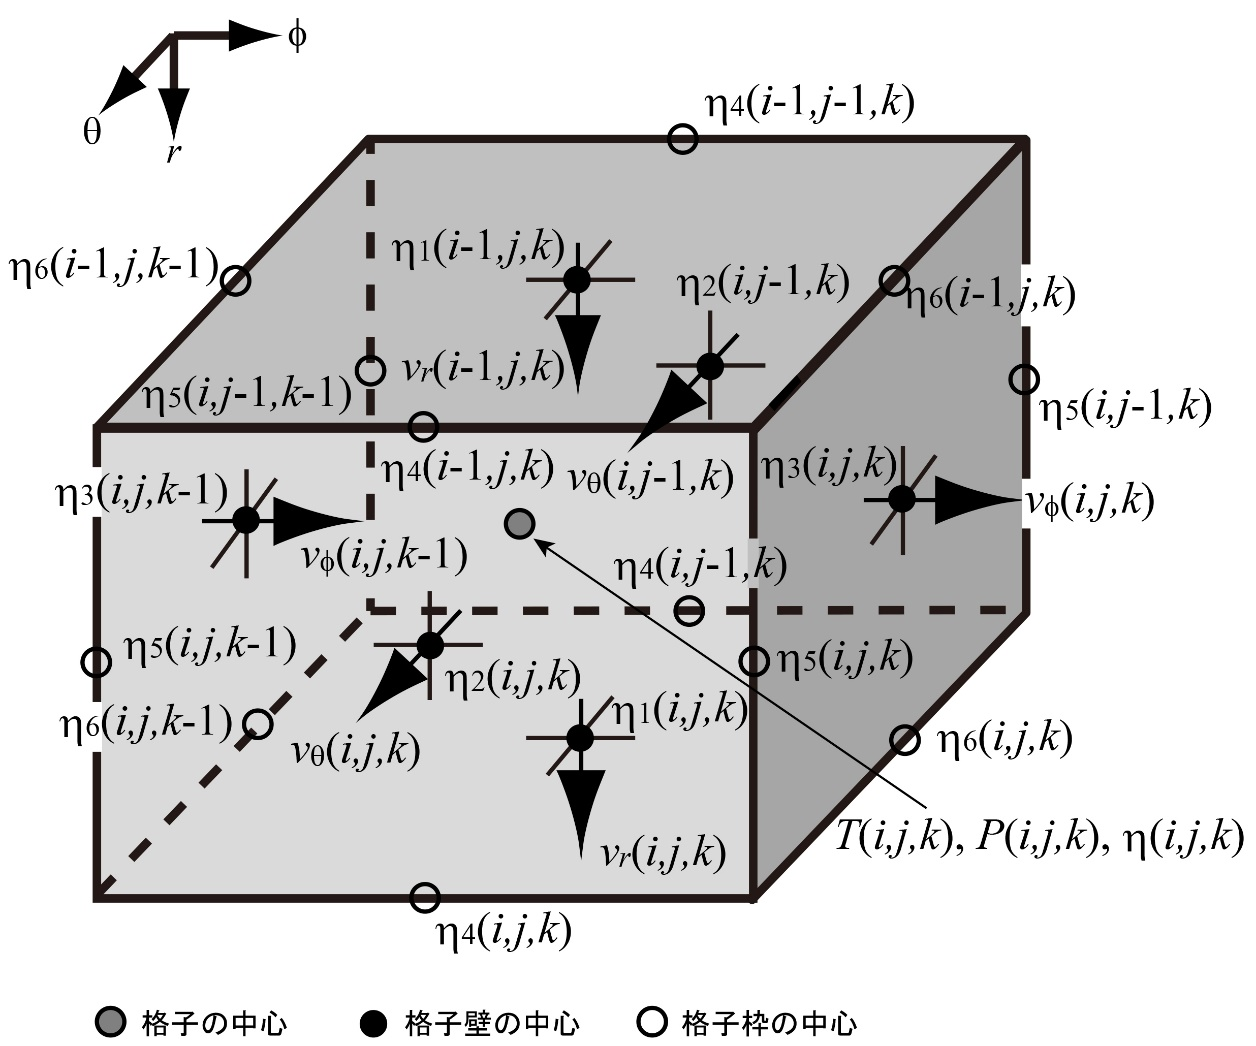 ϕ
θ
r
η4(i-1,j-1,k)
η6(i-1,j,k-1)
η1(i-1,j,k)
η2(i,j-1,k)
η6(i-1,j,k)
vr(i-1,j,k)
η5(i,j-1,k-1)
η5(i,j-1,k)
η4(i-1,j,k)
vθ(i,j-1,k)
η3(i,j,k)
η3(i,j,k-1)
vϕ(i,j,k)
vϕ(i,j,k-1)
η4(i,j-1,k)
η5(i,j,k-1)
η5(i,j,k)
η2(i,j,k)
η6(i,j,k-1)
η1(i,j,k)
vθ(i,j,k)
η6(i,j,k)
T(i,j,k), P(i,j,k), η(i,j,k)
vr(i,j,k)
η4(i,j,k)
格子の中心 格子壁の中心 格子枠の中心